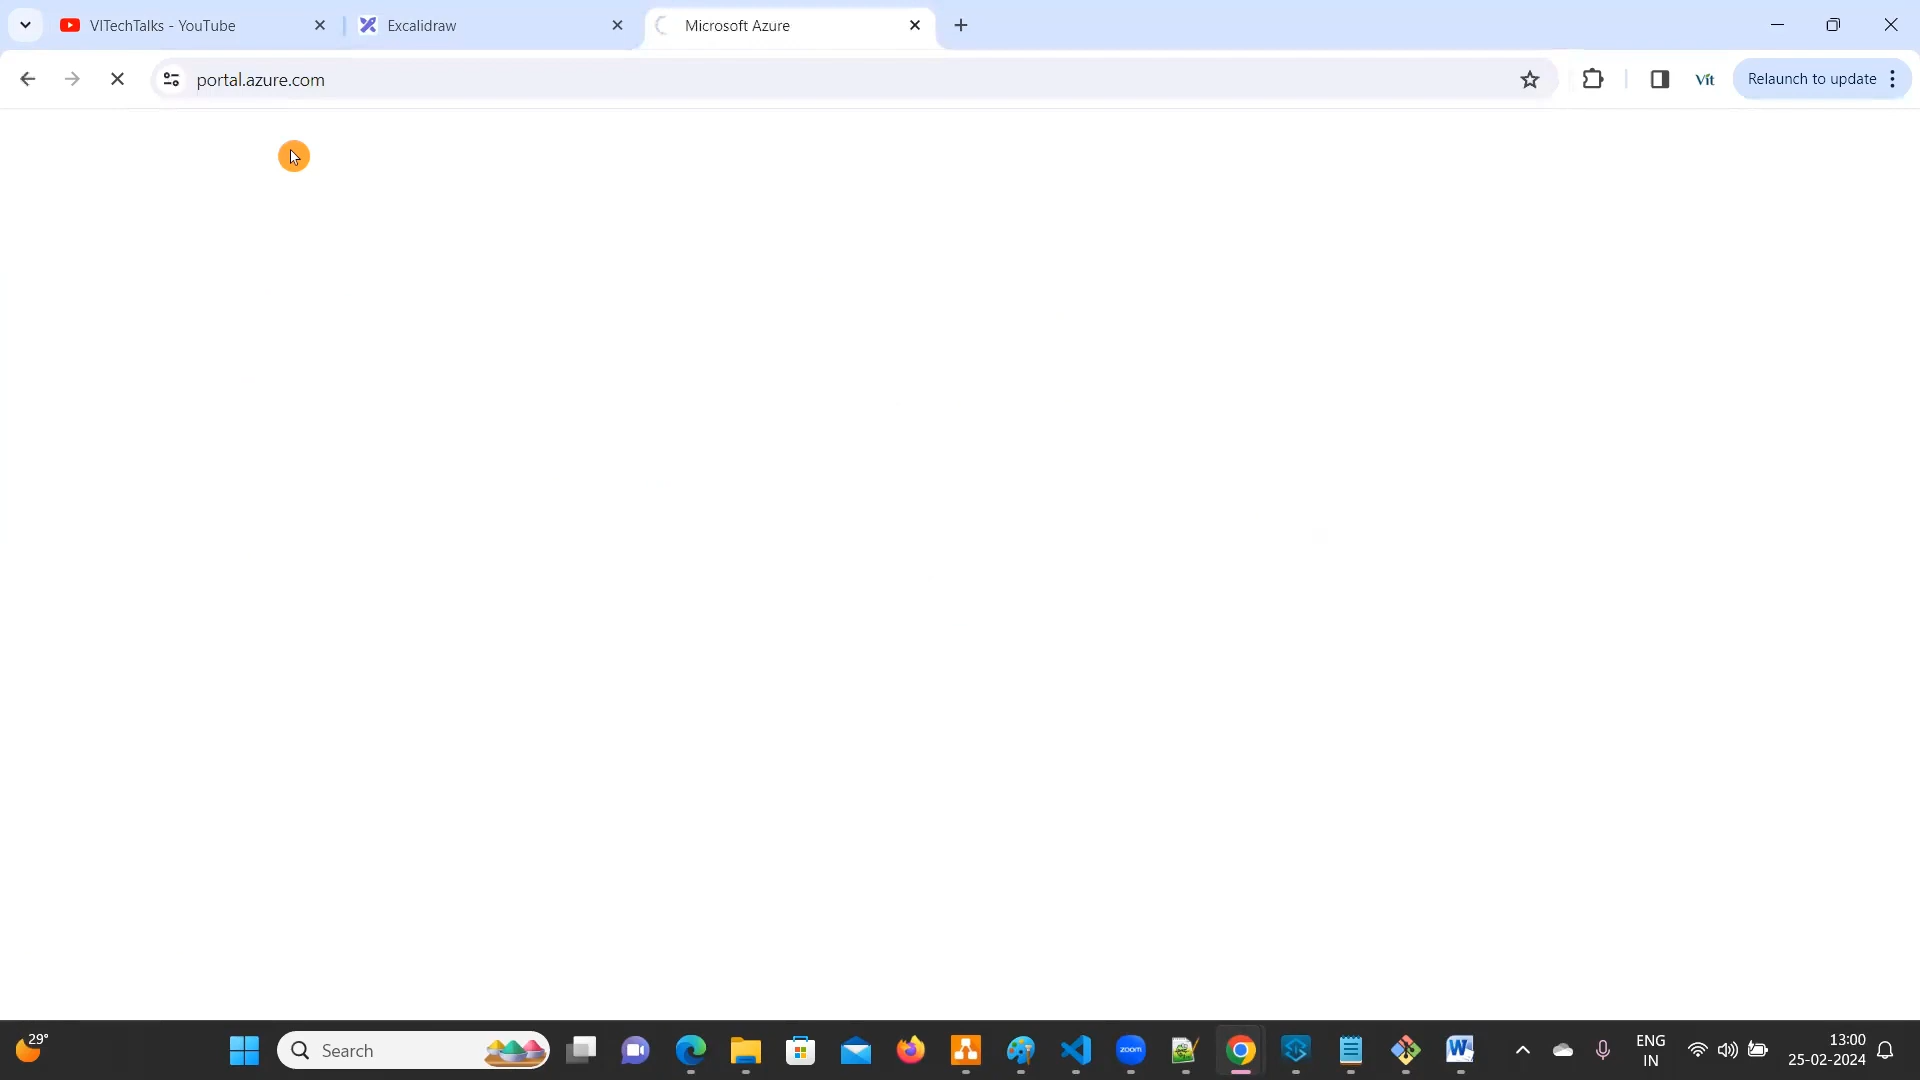 VITechTalks - YouTube
Excalidraw
Microsoft Azure
portal.azure.com
Vit
Relaunch to update
29°
Search
zoom
W
ENG
IN
13:00
25-02-2024